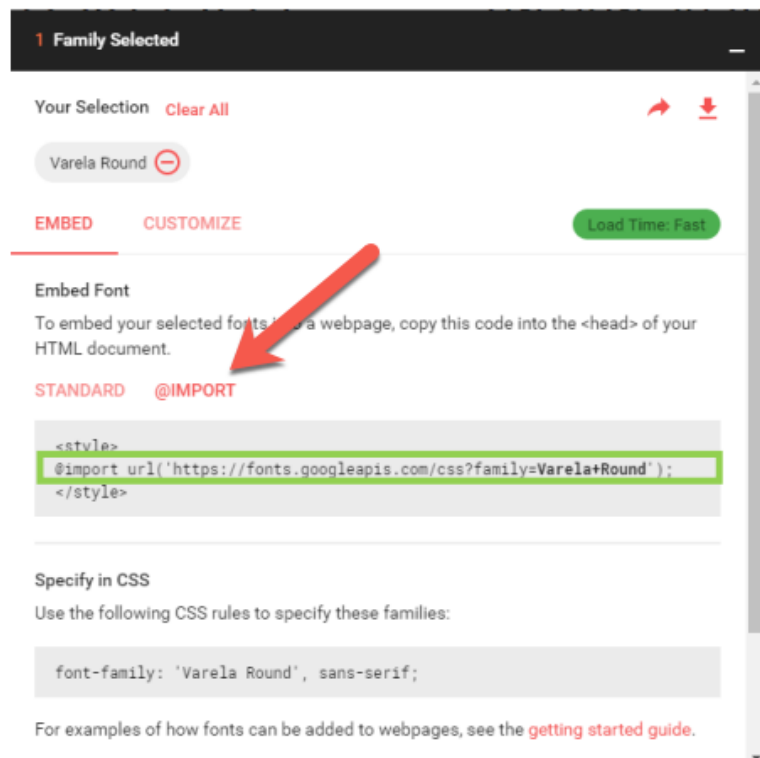 1 Family Selected
Your Selection Clear All
Varela Round
EMBED CUSTOMIZE
Load Time: Fast
Embed Font
To embed your selected fonts a webpage, copy this code into the <head> of your
HTML document.
STANDARD @IMPORT
<style>
@import url('https://fonts.googleapis.com/css?family=Varela+Round');
</style>
Specify in CSS
Use the following CSS rules to specify these families:
font-family: 'Varela Round', sans-serif;
For examples of how fonts can be added to webpages, see the getting started guide.